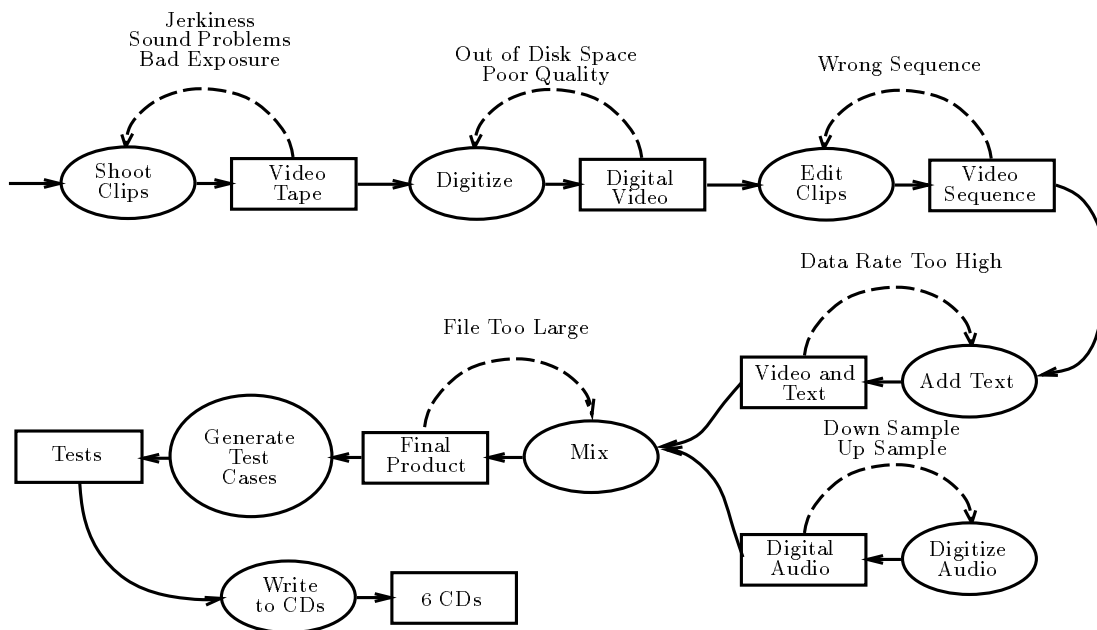 Jerkiness
Sound Problems
Bad Exposure
Out of Disk Space
Poor Quality
Wrong Sequence
Shoot
Clips
Video
Tape
Digitize
Digital
Video
Edit
Clips
Video
Sequence
Data Rate Too High
File Too Large
Video and
Text
Add Text
Down Sample
Up Sample
Tests
Generate
Test
Cases
Final
Product
Mix
Digital
Audio
Digitize
Audio
Write
to CDs
6 CDs